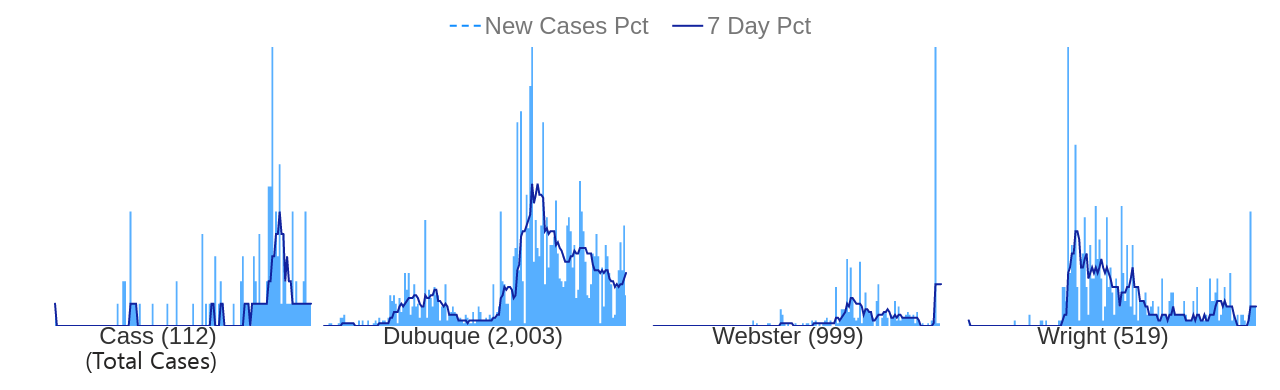 New Cases Pct 7 Day Pct
Cass (112) Dubuque (2,003) Webster (999) Wright (519)
(Total Cases)